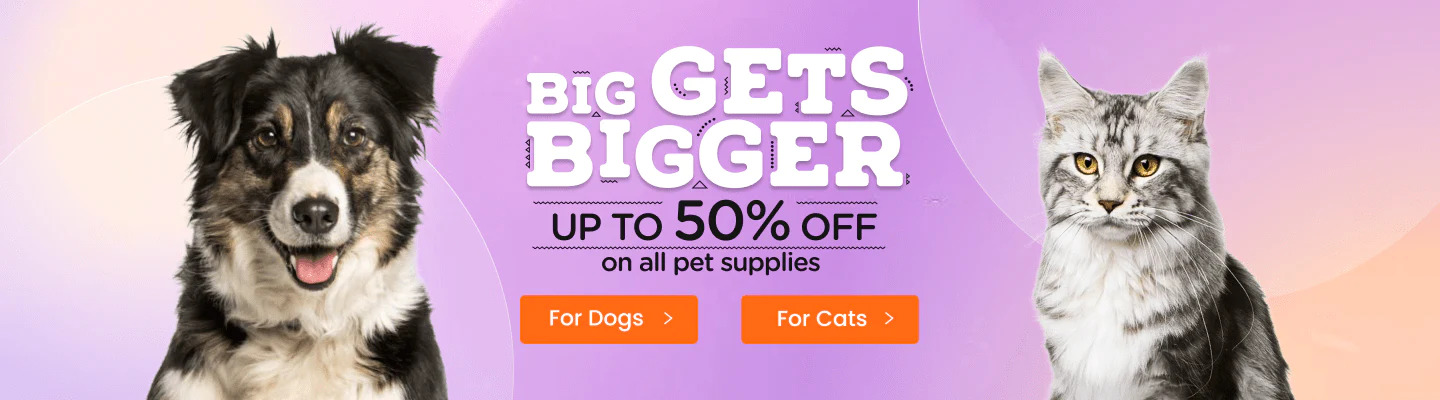 BIG GETS
BIGGER
UP TO 50% OFF
on all pet supplies
For Dogs >
For Cats >